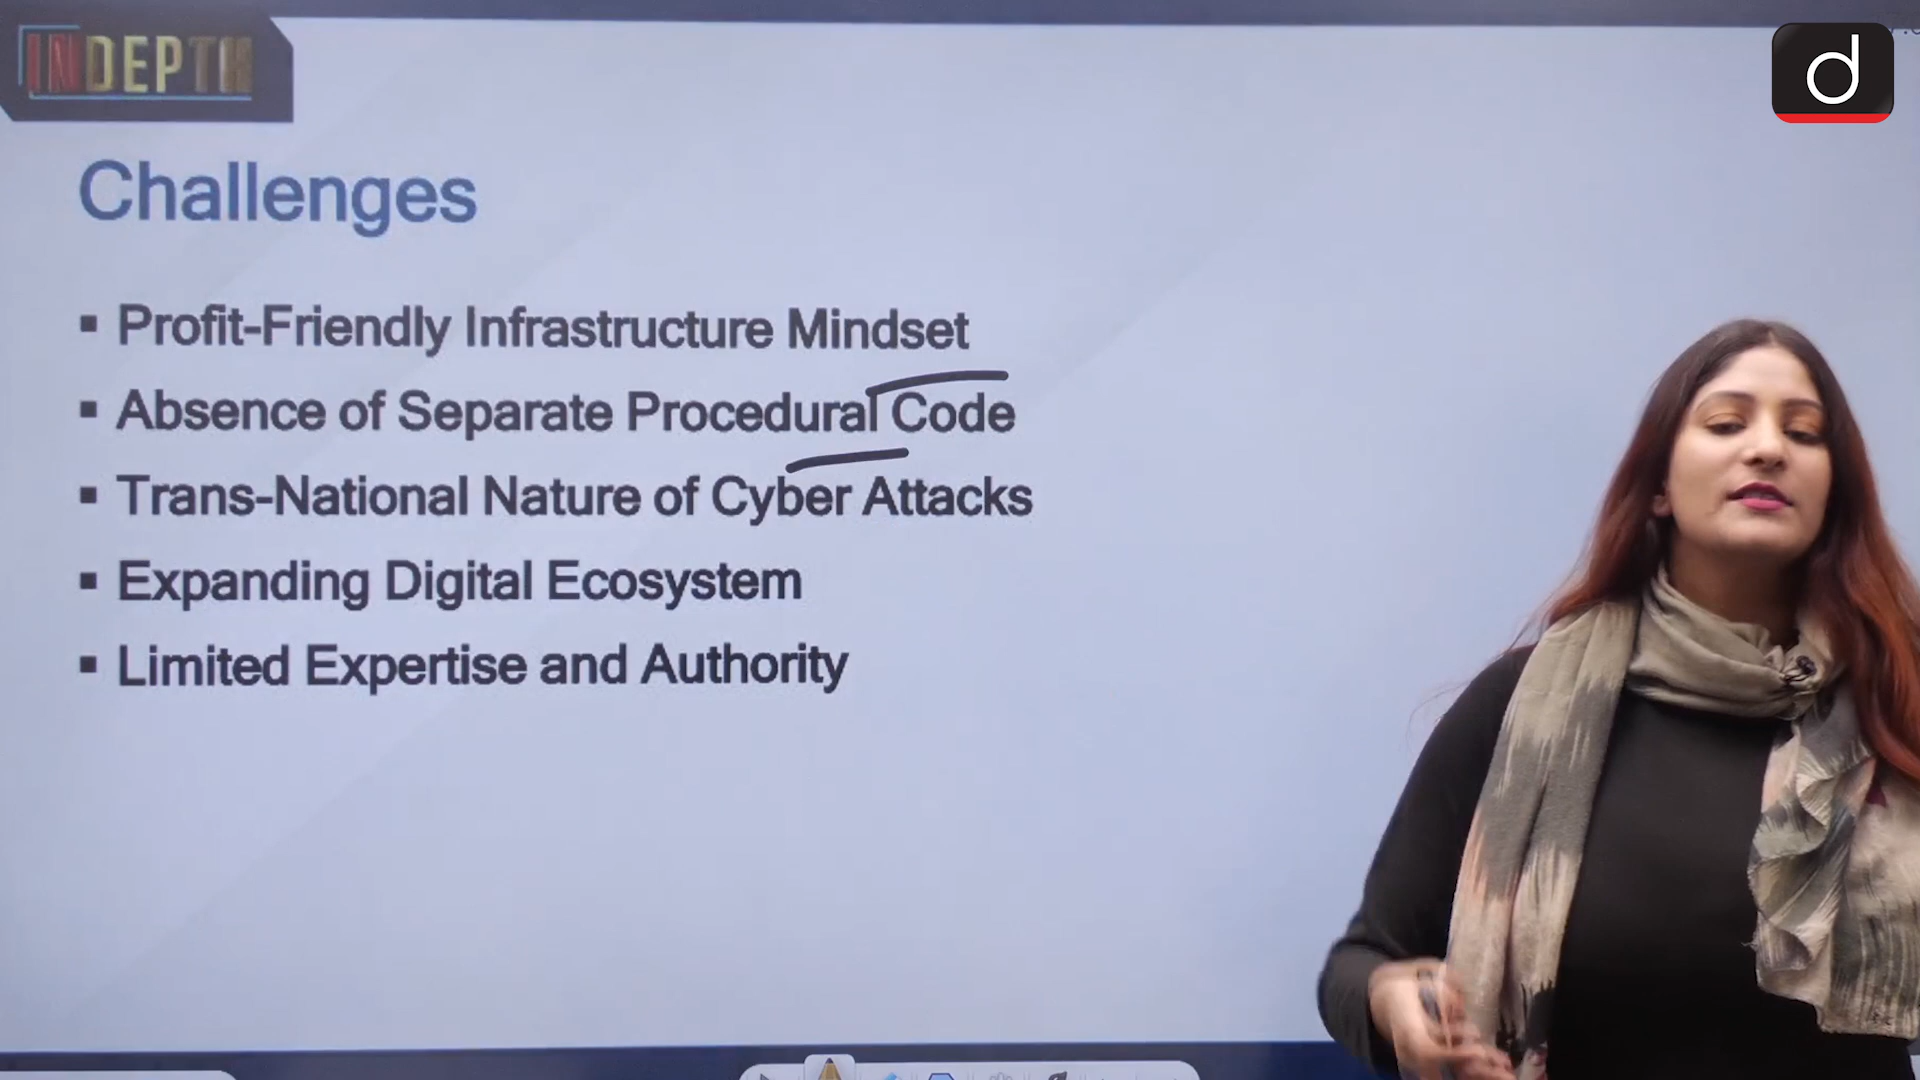 INDEPTH
d
Challenges
▪ Profit-Friendly Infrastructure Mindset
▪ Absence of Separate Procedural Code
▪ Trans-National Nature of Cyber Attacks
▪ Expanding Digital Ecosystem
▪ Limited Expertise and Authority